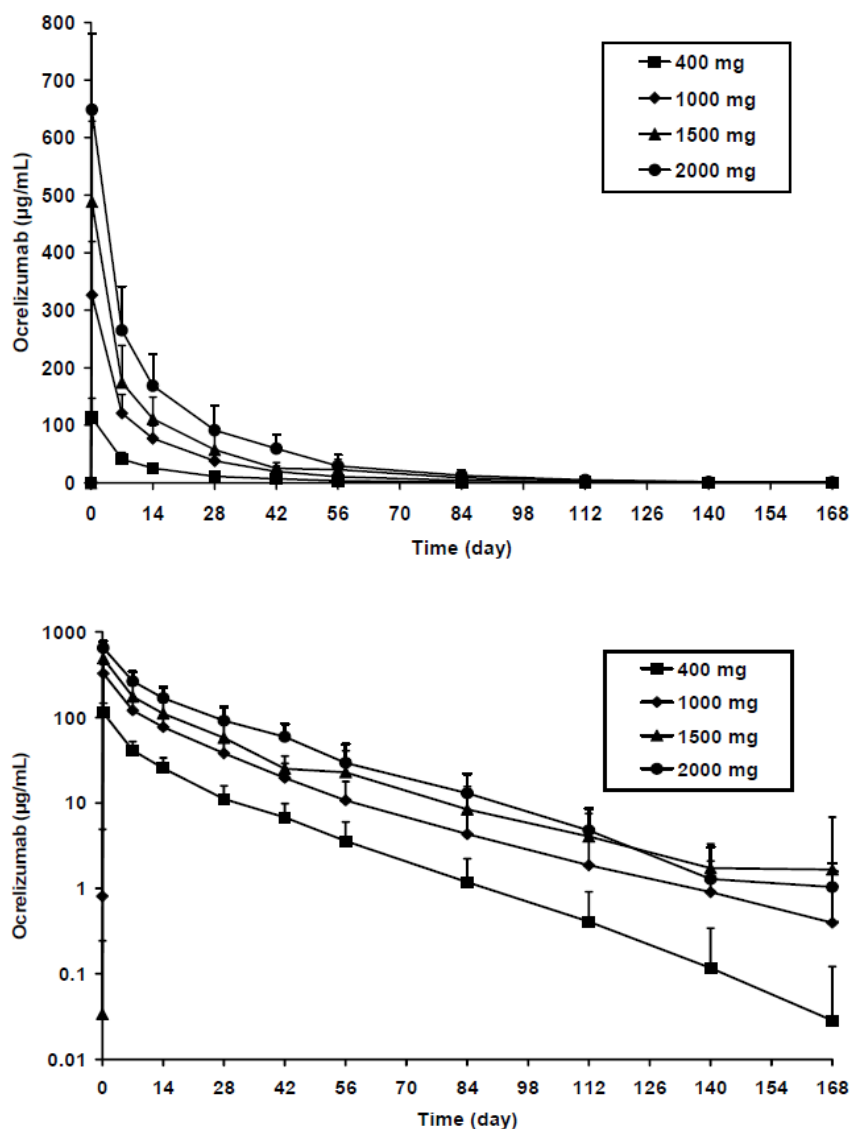 800
700
600
500
400
300
200
100
0
Ocrelizumab (µg/mL)
400 mg
1000 mg
1500 mg
2000 mg
0 14 28 42 56 70 84 98 112 126 140 154 168
Time (day)
1000
100
10
1
0.1
0.01
Ocrelizumab (µg/mL)
400 mg
1000 mg
1500 mg
2000 mg
0 14 28 42 56 70 84 98 112 126 140 154 168
Time (day)